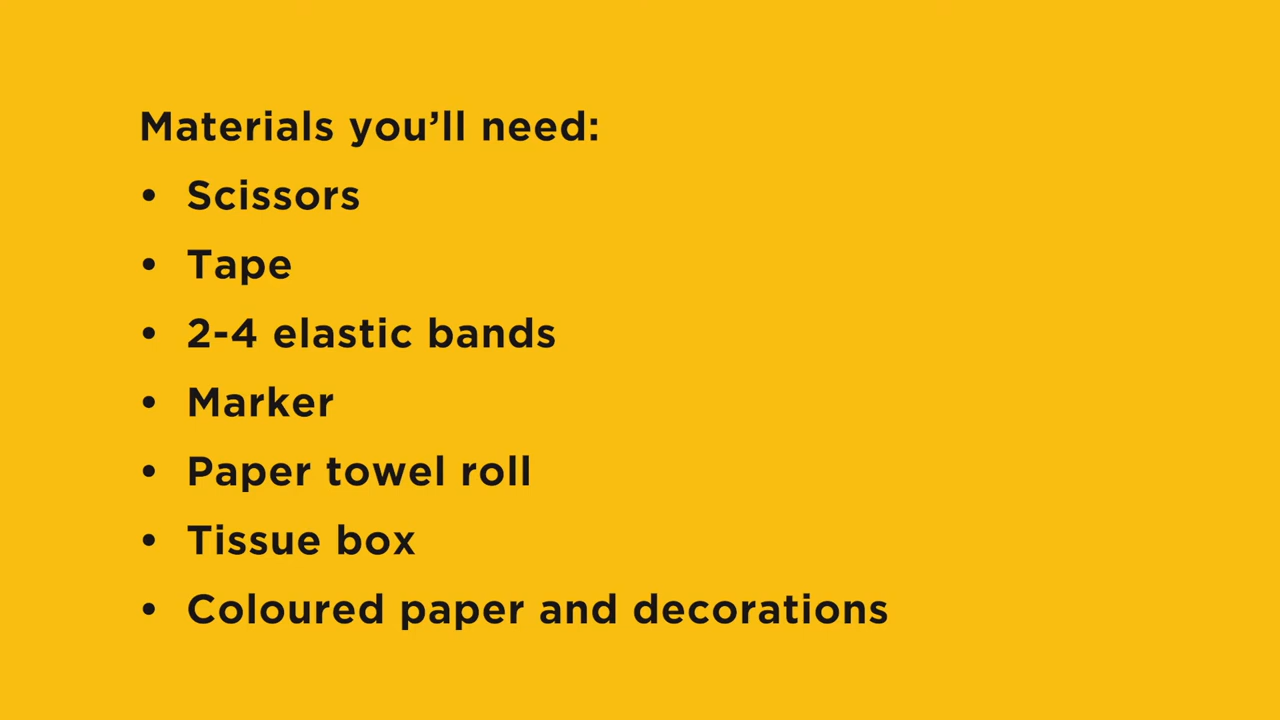 Materials you’ll need:
• Scissors
• Tape
• 2-4 elastic bands
• Marker
• Paper towel roll
• Tissue box
• Coloured paper and decorations